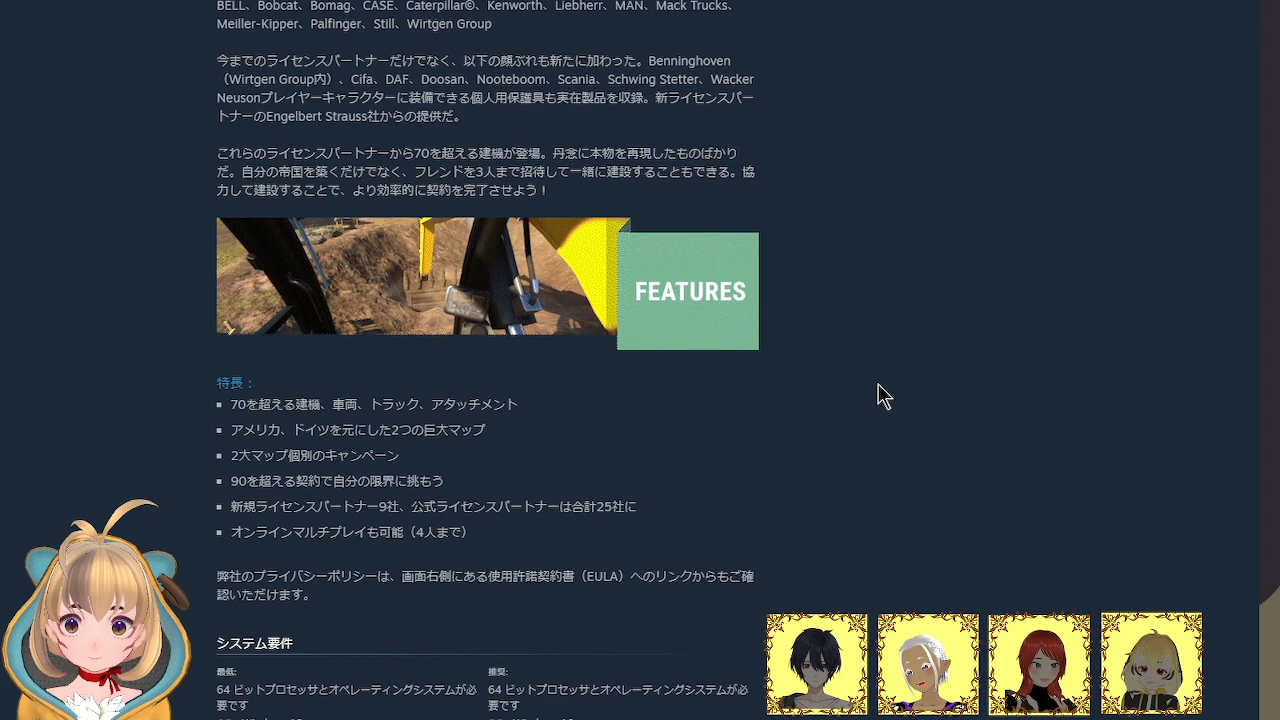 BELL、Bobcat、Bomag、CASE、Caterpillar©、Kenworth、Liebherr、MAN、Mack Trucks、
Meiller-Kipper、Palfinger、Still、Wirtgen Group
今までのライセンスパートナーだけでなく、以下の顔ぶれも新たに加わった。Benninghoven
（Wirtgen Group内）、Cifa、DAF、Doosan、Nooteboom、Scania、Schwing Stetter、Wacker
Neusonプレイヤーキャラクターに装備できる個人用保護具も実在製品を収録。新ライセンスパー
トナーのEngelbert Strauss社からの提供だ。
これらのライセンスパートナーから70を超える建機が登場。丹念に本物を再現したものばかり
だ。自分の帝国を築くだけでなく、フレンドを3人まで招待して一緒に建設することもできる。協
力して建設することで、より効率的に契約を完了させよう！
FEATURES
特長：
70を超える建機、車両、トラック、アタッチメント
アメリカ、ドイツを元にした2つの巨大マップ
2大マップ個別のキャンペーン
90を超える契約で自分の限界に挑もう
新規ライセンスパートナー9社、公式ライセンスパートナーは合計25社に
オンラインマルチプレイも可能（4人まで）
弊社のプライバシーポリシーは、画面右側にある使用許諾契約書（EULA）へのリンクからもご確
認いただけます。
システム要件
最低:
64 ビットプロセッサとオペレーティングシステムが必
要です
推奨:
64 ビットプロセッサとオペレーティングシステムが必
要です